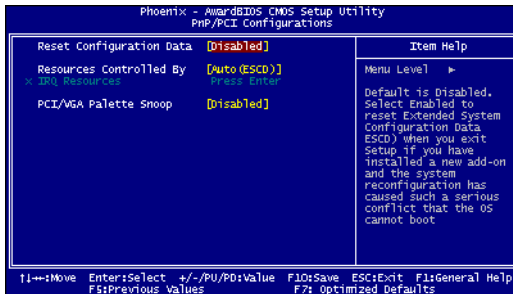 Phoenix - AwardBIOS CMOS Setup Utility
PnP/PCI Configurations
Reset Configuration Data [Disabled]
Resources Controlled By [Auto(ESCD)]
x IRQ Resources Press Enter
PCI/VGA Palette Snoop [Disabled]
Item Help
Menu Level ►
Default is Disabled.
Select Enabled to
reset Extended System
Configuration Data
ESCD) when you exit
Setup if you have
installed a new add-on
and the system
reconfiguration has
caused such a serious
conflict that the OS
cannot boot
↑↓→←:Move Enter:Select +/-/PU/PD:Value F10:Save ESC:Exit F1:General Help
F5:Previous Values F7: Optimized Defaults